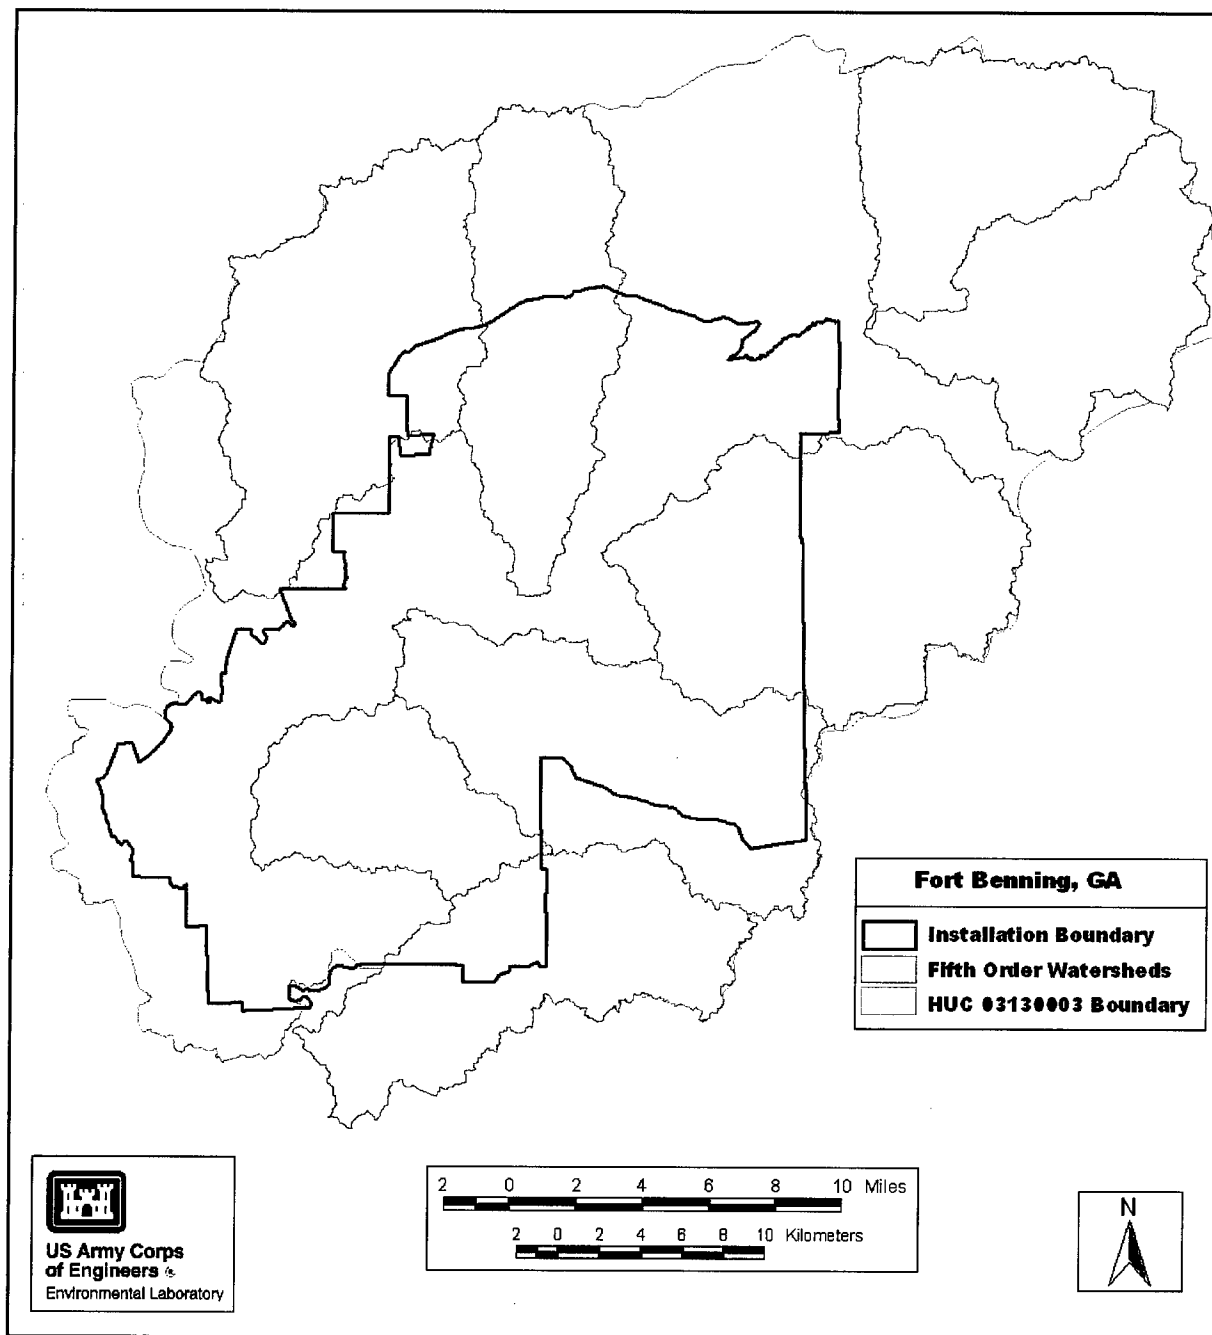 Fort Benning, GA
Installation Boundary
Fifth Order Watersheds
HUC 03130003 Boundary
US Army Corps
of Engineers ®
Environmental Laboratory
2 0 2 4 6 8 10 Miles
2 0 2 4 6 8 10 Kilometers
N